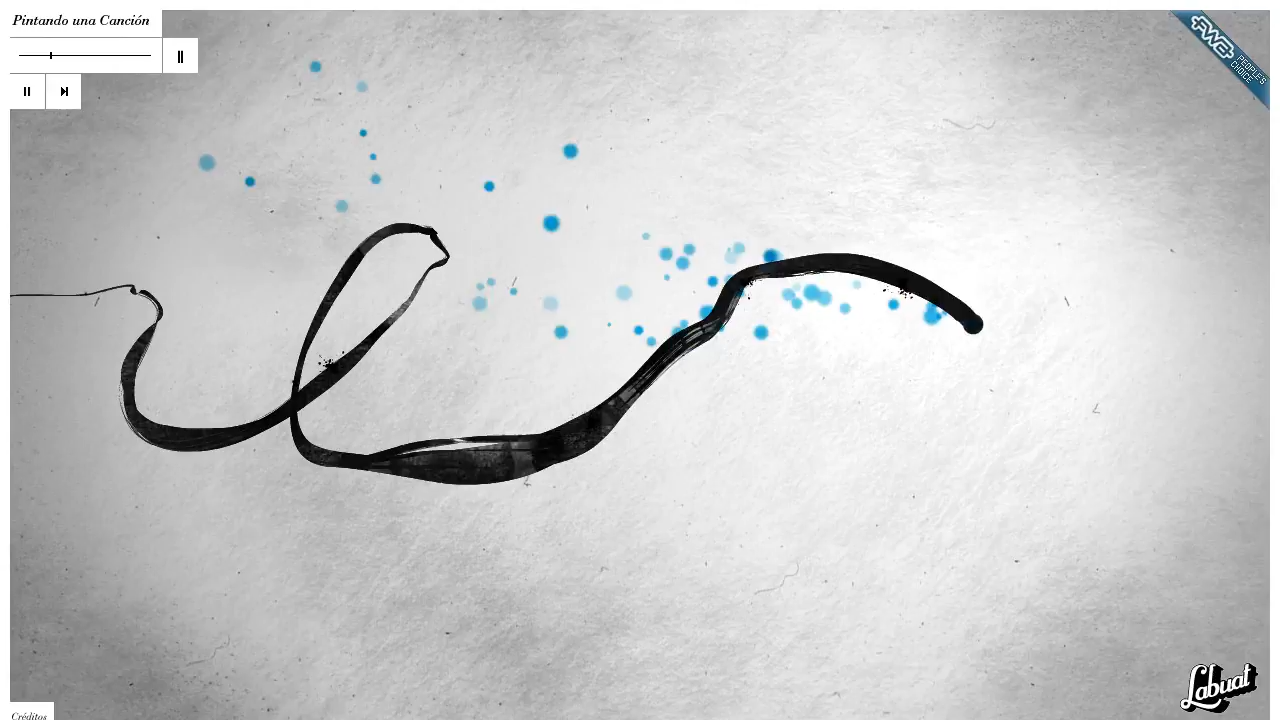 Pintando una Canción
FWA
PEOPLE'S
CHOICE
Labuat
Créditos